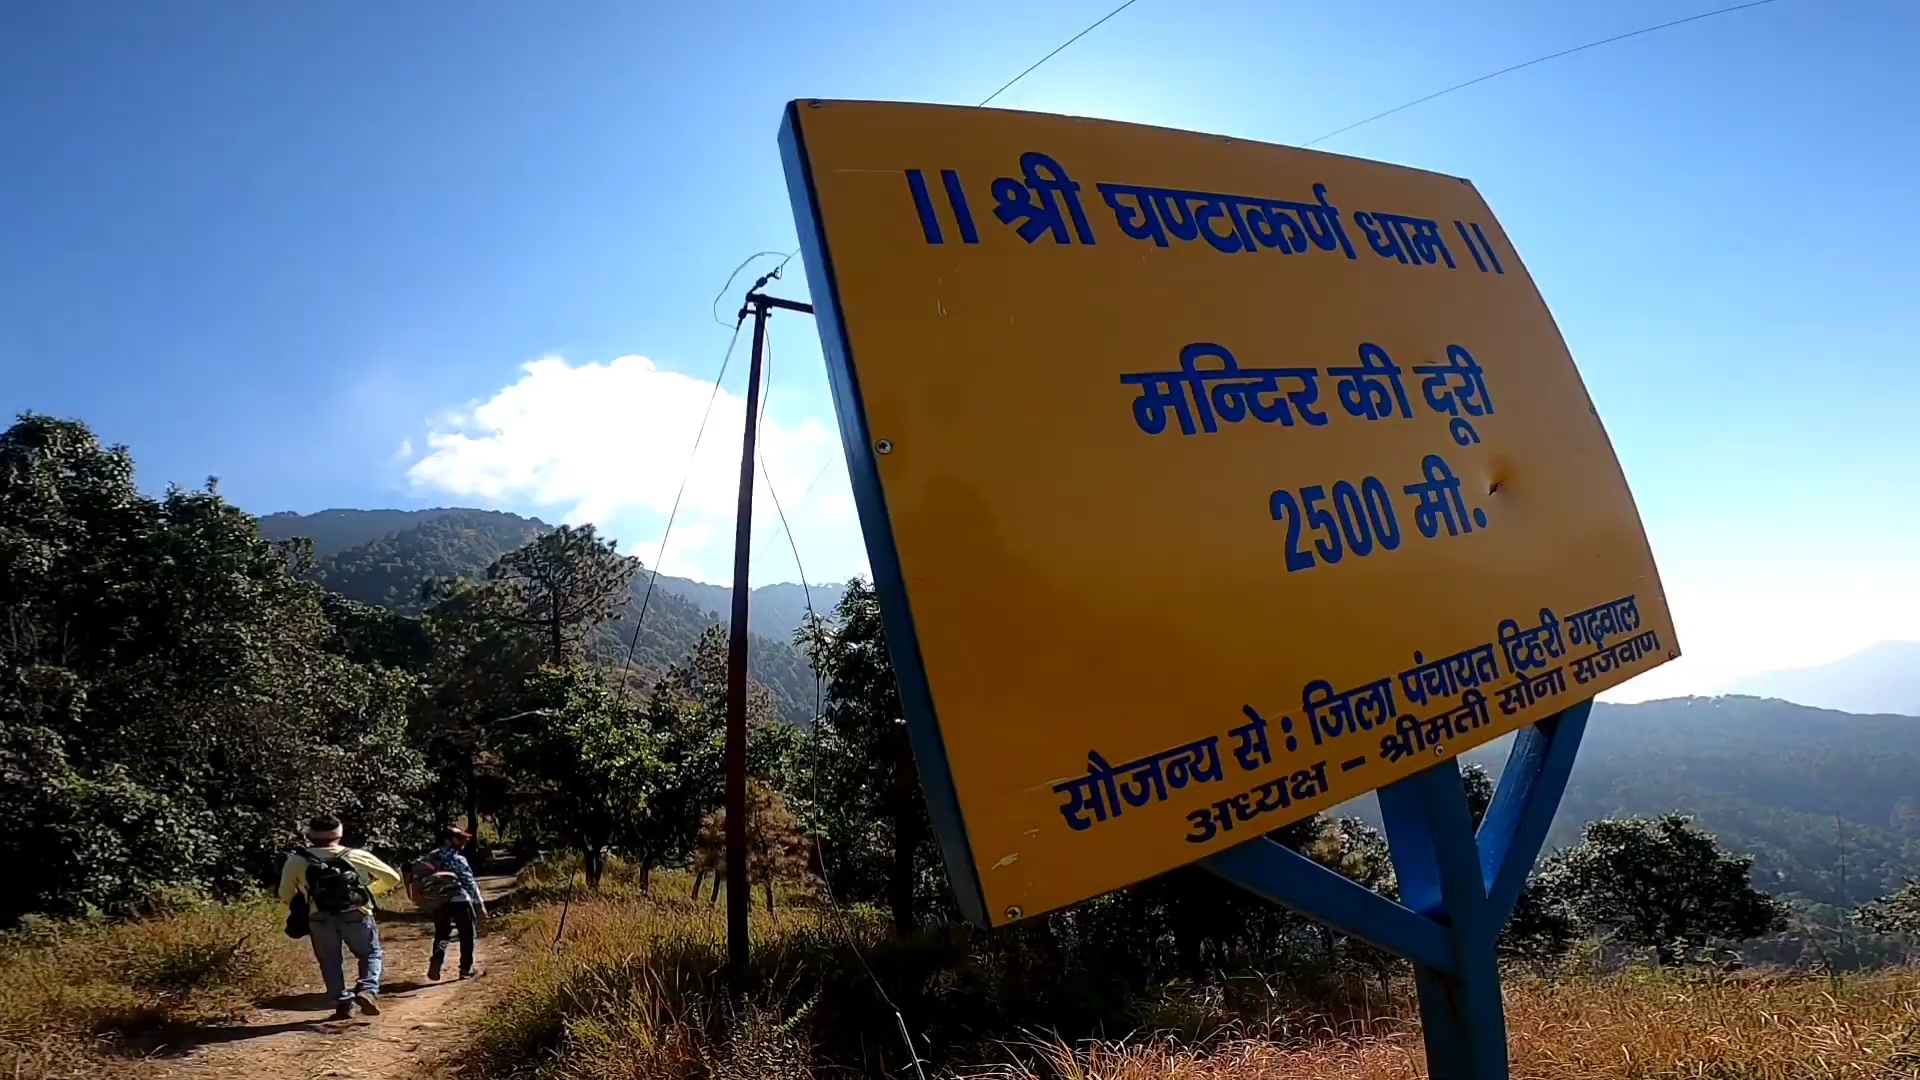 ।। श्री घण्टाकर्ण धाम ।।
मन्दिर की दूरी
2500 मी.
सौजन्य से : जिला पंचायत टिहरी गढ़वाल
अध्यक्ष - श्रीमती सोना सजवाण